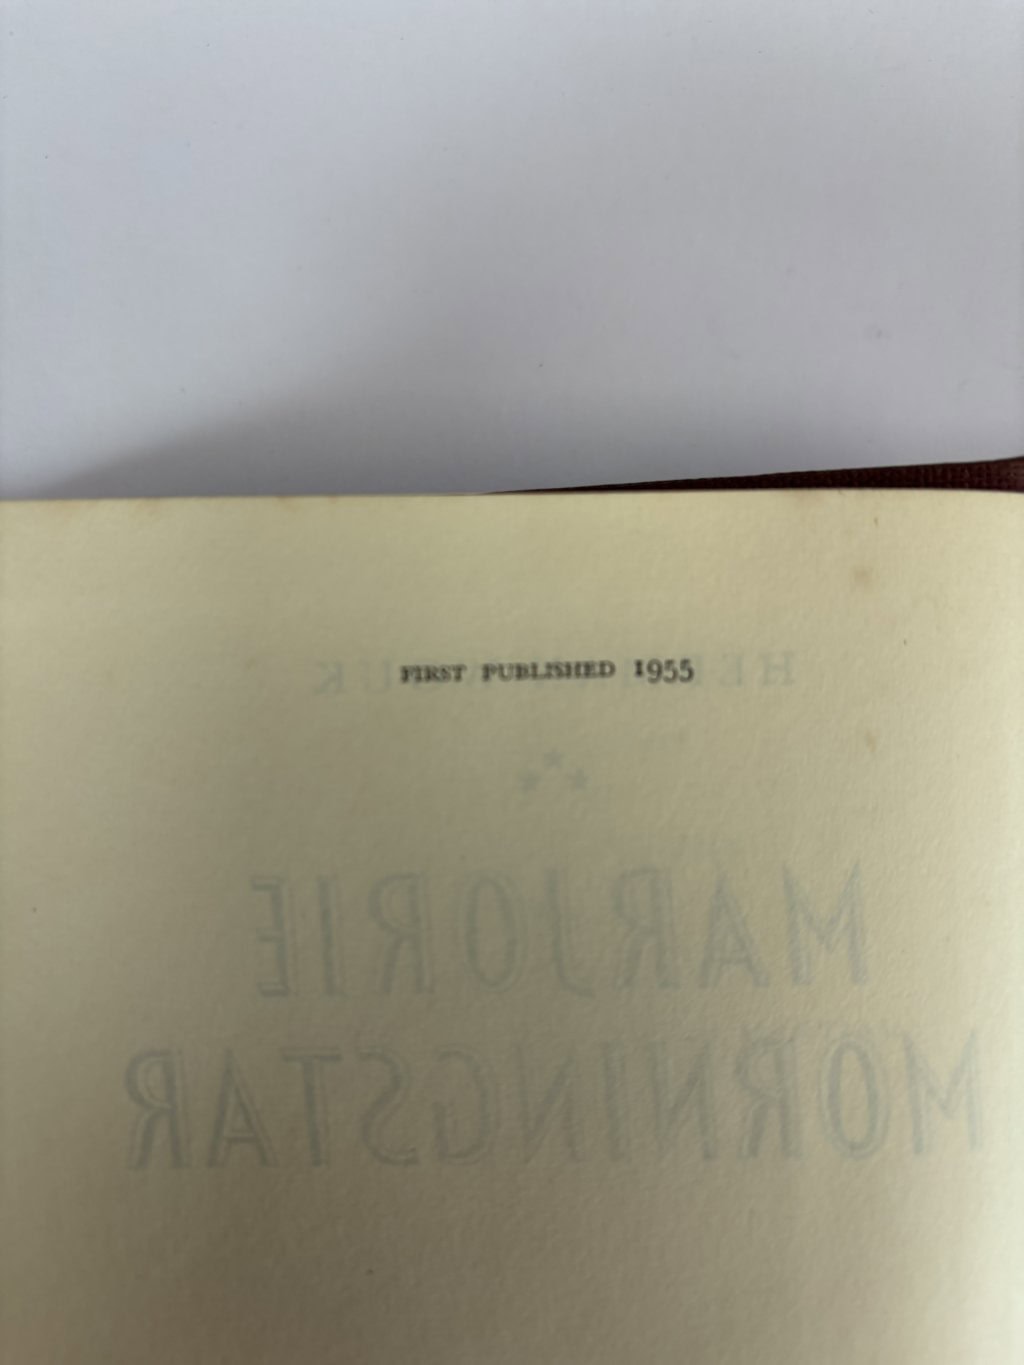 FIRST PUBLISHED 1955
MARJORIE
MORNINGSTAR